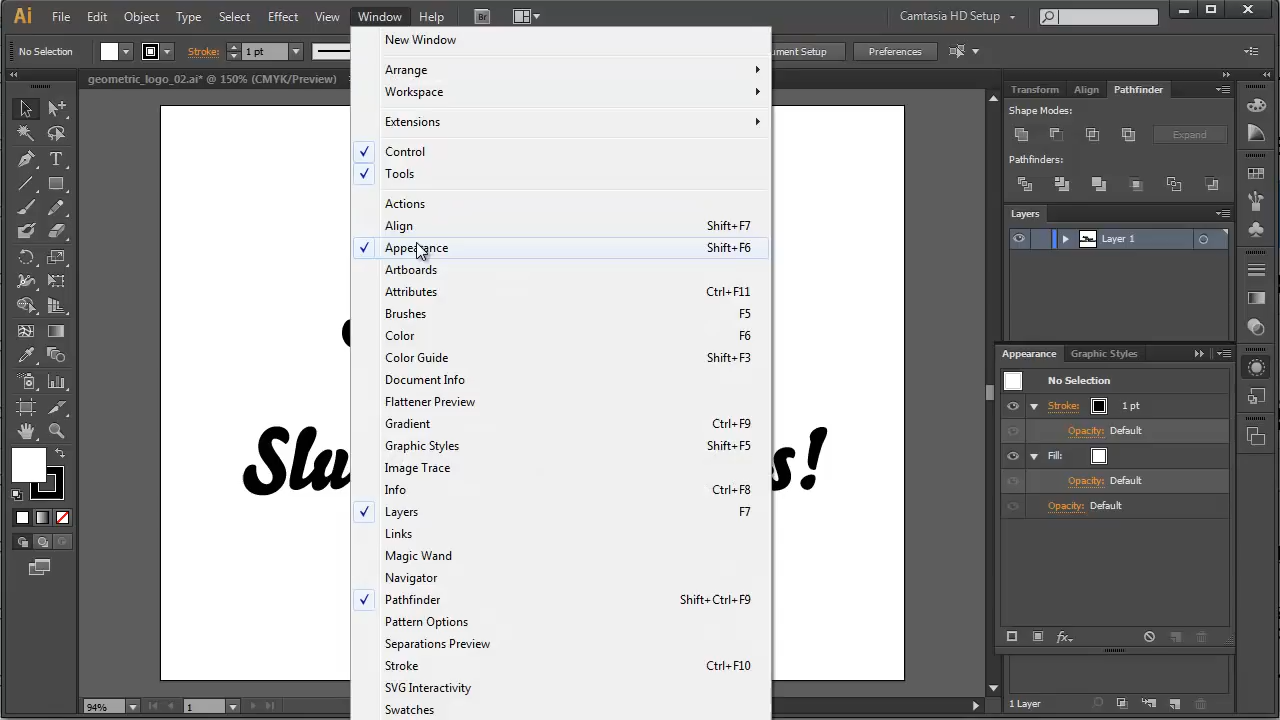 Ai File Edit Object Type Select Effect View Window Help Br Camtasia HD Setup
No Selection Stroke: 1 pt ument Setup Preferences
geometric_logo_02.ai* @ 150% (CMYK/Preview)
New Window
Arrange
Workspace
Extensions
Control
Tools
Actions
Align Shift+F7
Appearance Shift+F6
Artboards
Attributes Ctrl+F11
Brushes F5
Color F6
Color Guide Shift+F3
Document Info
Flattener Preview
Gradient Ctrl+F9
Graphic Styles Shift+F5
Image Trace
Info Ctrl+F8
Layers F7
Links
Magic Wand
Navigator
Pathfinder Shift+Ctrl+F9
Pattern Options
Separations Preview
Stroke Ctrl+F10
SVG Interactivity
Swatches
Slu s!
94% 1
Transform Align Pathfinder
Shape Modes:
Expand
Pathfinders:
Layers
Layer 1
Appearance Graphic Styles
No Selection
Stroke: 1 pt
Opacity: Default
Fill:
Opacity: Default
Opacity: Default
fx
1 Layer